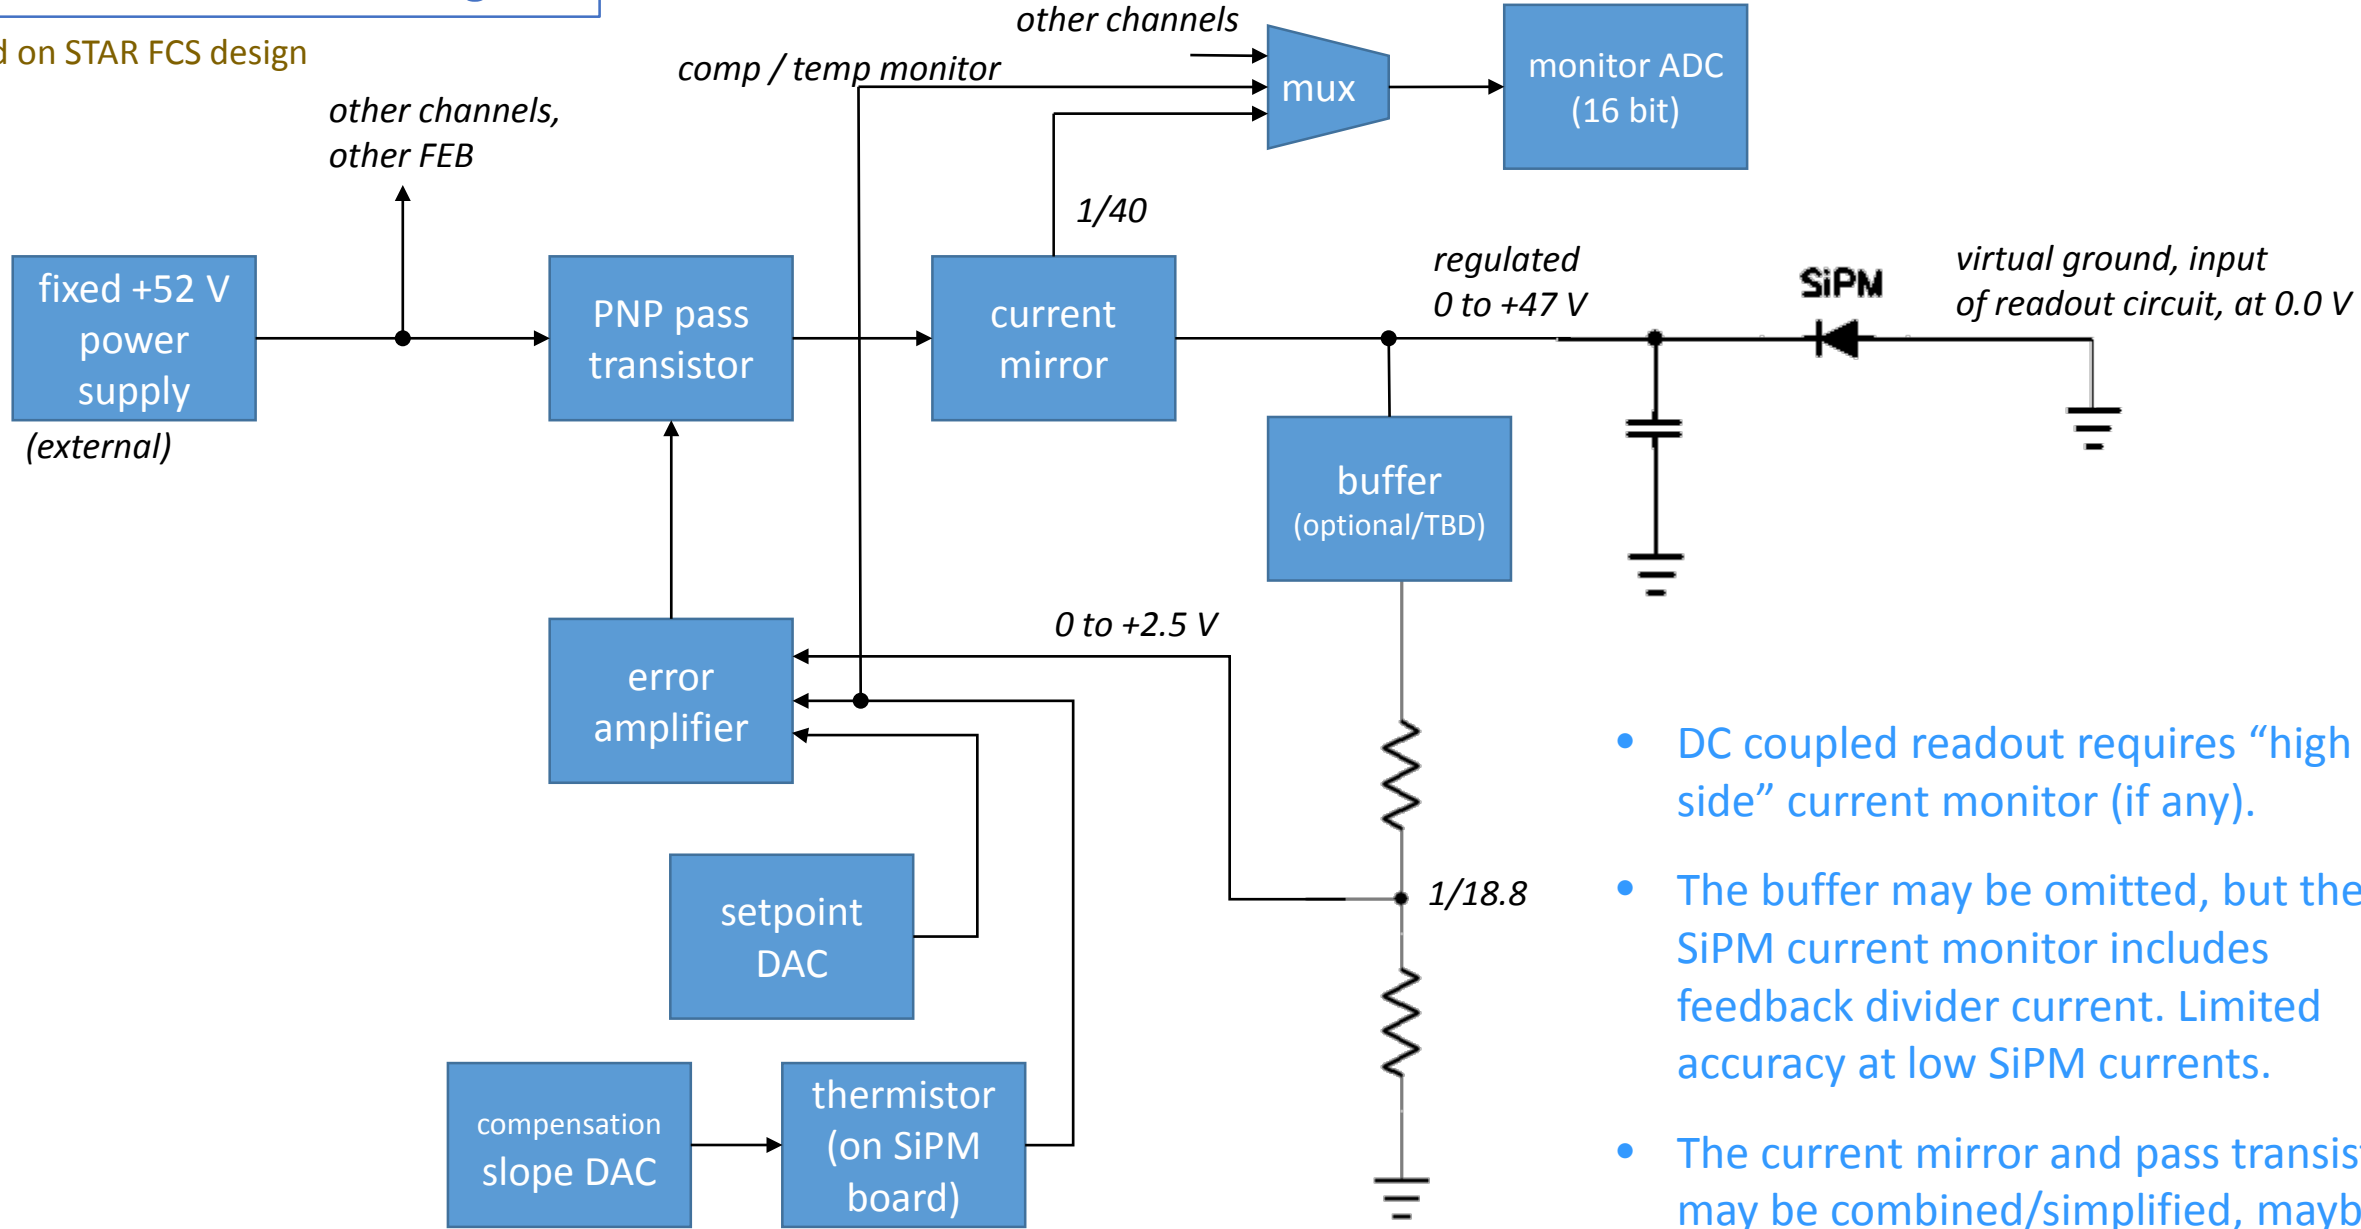 on STAR FCS design
other channels
comp / temp monitor
mux
monitor ADC
(16 bit)
other channels,
other FEB
1/40
fixed +52 V
power
supply
(external)
PNP pass
transistor
current
mirror
regulated
0 to +47 V
SiPM
virtual ground, input
of readout circuit, at 0.0 V
buffer
(optional/TBD)
error
amplifier
0 to +2.5 V
setpoint
DAC
1/18.8
compensation
slope DAC
thermistor
(on SiPM
board)
• DC coupled readout requires “high
side” current monitor (if any).
• The buffer may be omitted, but the
SiPM current monitor includes
feedback divider current. Limited
accuracy at low SiPM currents.
• The current mirror and pass
may be combined/simplified,